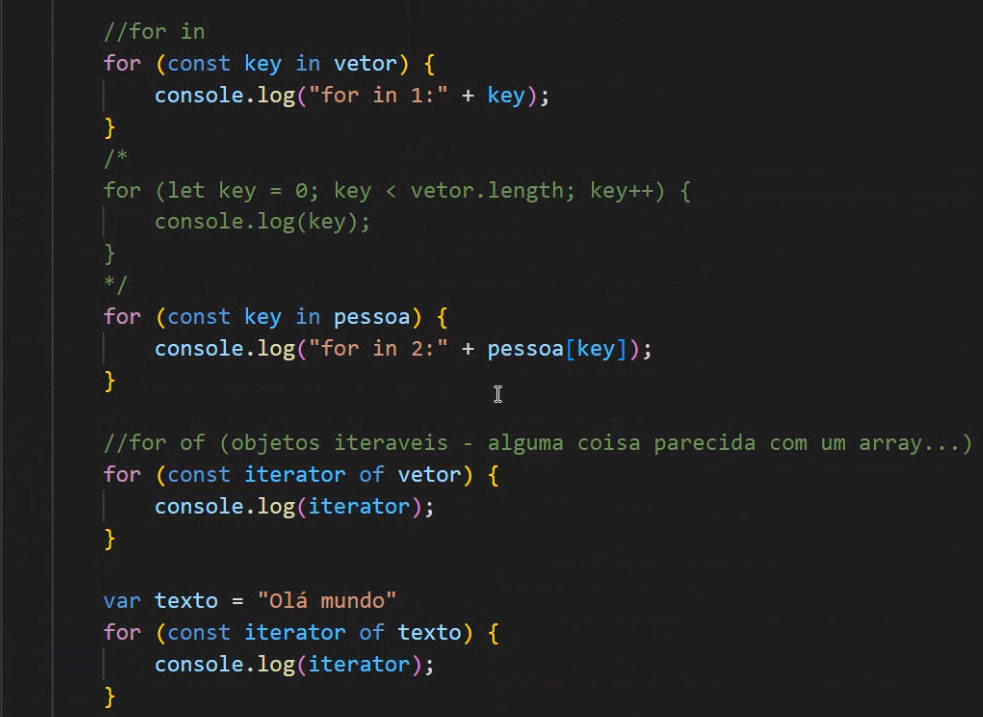 //for in
for (const key in vetor) {
console.log("for in 1:" + key);
}
/*
for (let key = 0; key < vetor.length; key++) {
console.log(key);
}
*/
for (const key in pessoa) {
console.log("for in 2:" + pessoa[key]);
}
//for of (objetos iteraveis - alguma coisa parecida com um array...)
for (const iterator of vetor) {
console.log(iterator);
}
var texto = "Olá mundo"
for (const iterator of texto) {
console.log(iterator);
}